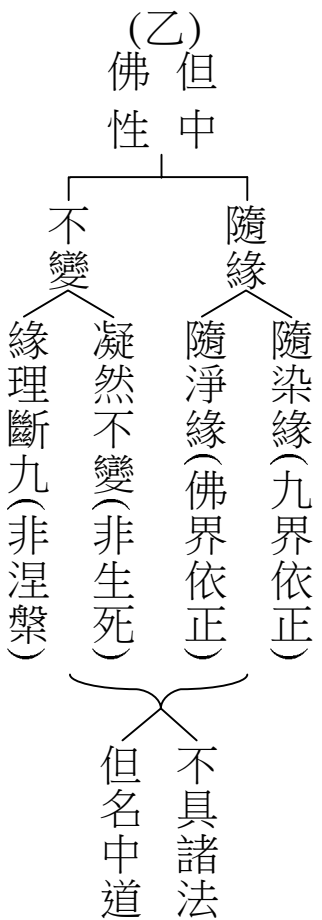 (乙)
但中
佛性
隨緣
不變
隨染緣(九界依正)
隨淨緣(佛界依正)
凝然不變(非生死)
緣理斷九(非涅槃)
不具諸法
但名中道